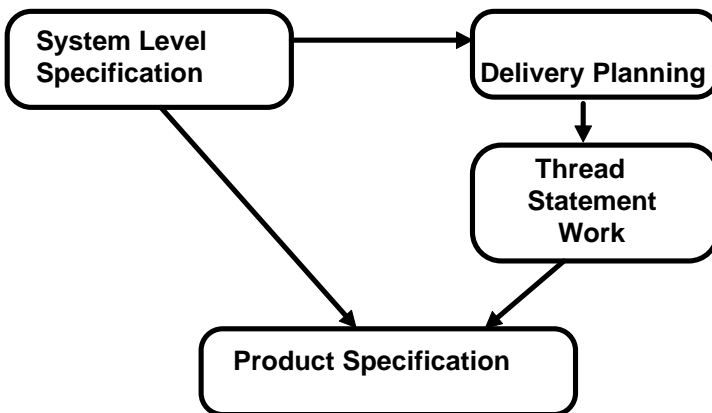 System Level
Specification
Delivery Planning
Thread
Statement
Work
Product Specification